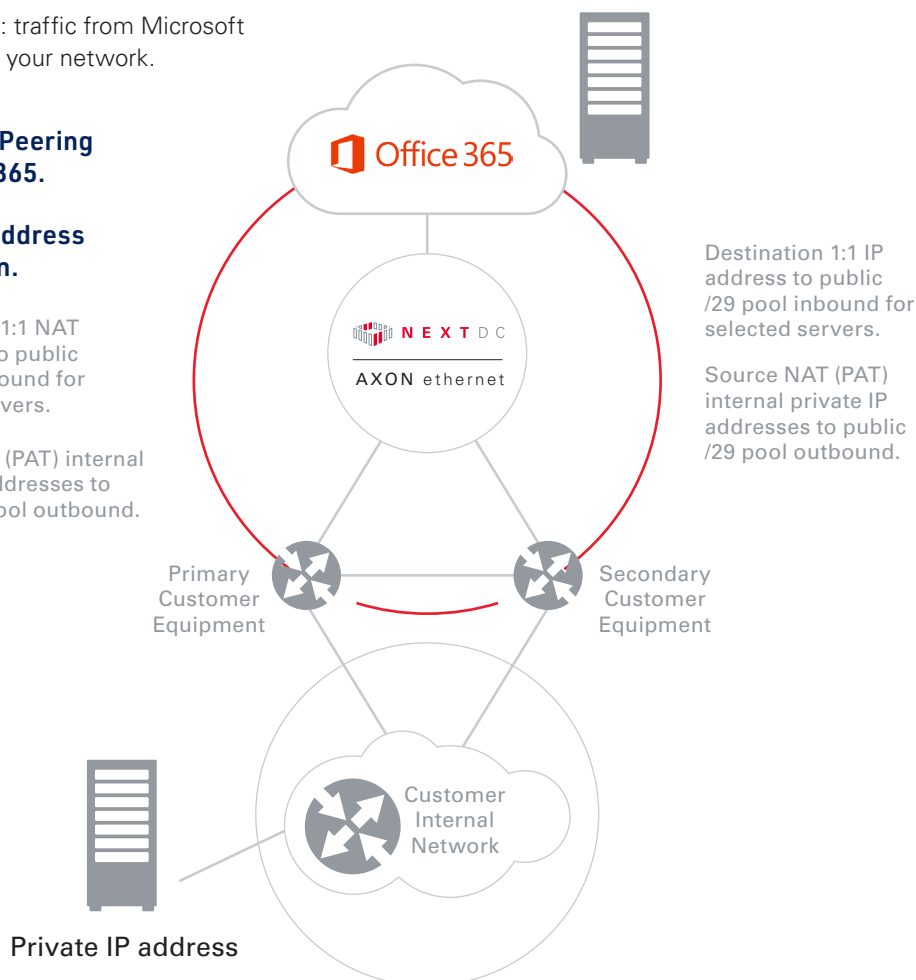 : traffic from Microsoft
your network.
Peering
365.
address
n.
1:1 NAT
o public
ound for
vers.
(PAT) internal
ddresses to
ool outbound.
Office 365
NEXTDC
AXON ethernet
Destination 1:1 IP
address to public
/29 pool inbound for
selected servers.
Source NAT (PAT)
internal private IP
addresses to public
/29 pool outbound.
Primary
Customer
Equipment
Secondary
Customer
Equipment
Customer
Internal
Network
Private IP address